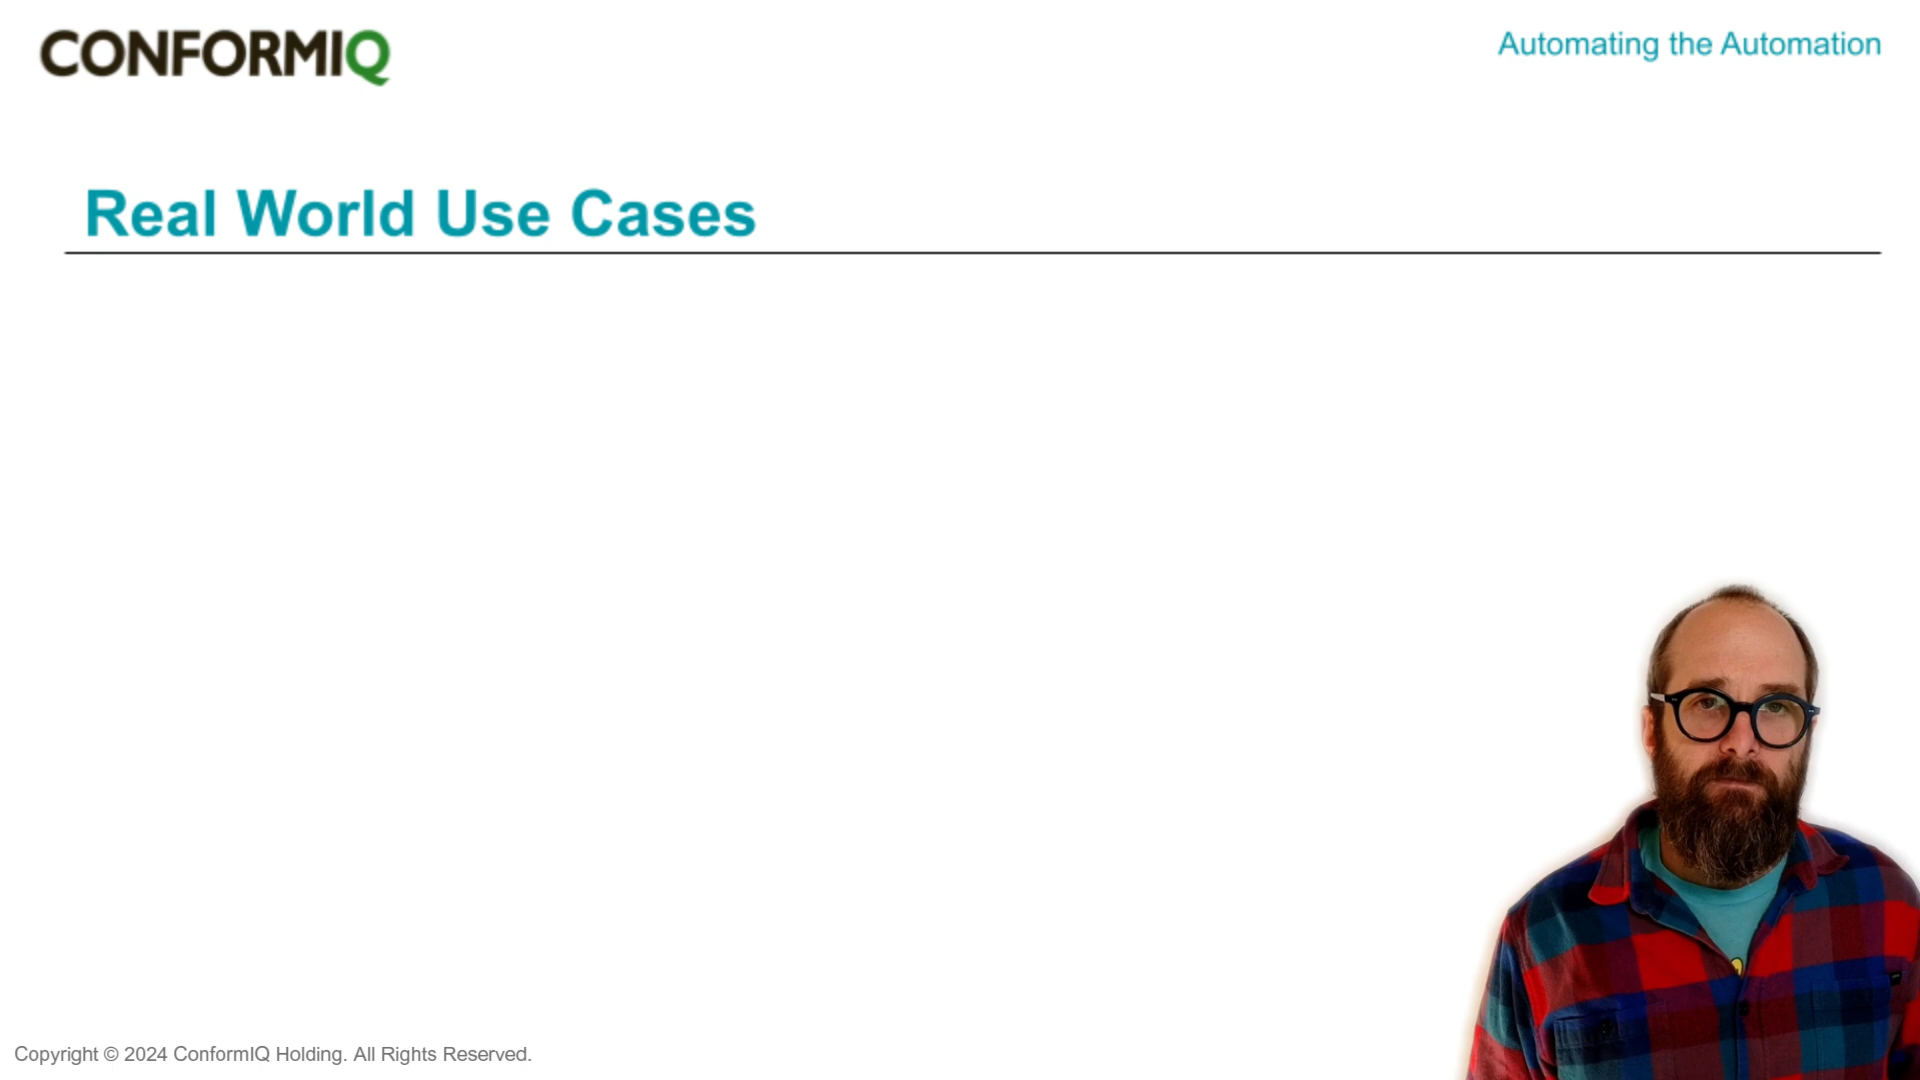 CONFORMIQ
Automating the Automation
Real World Use Cases
Copyright © 2024 ConformIQ Holding. All Rights Reserved.